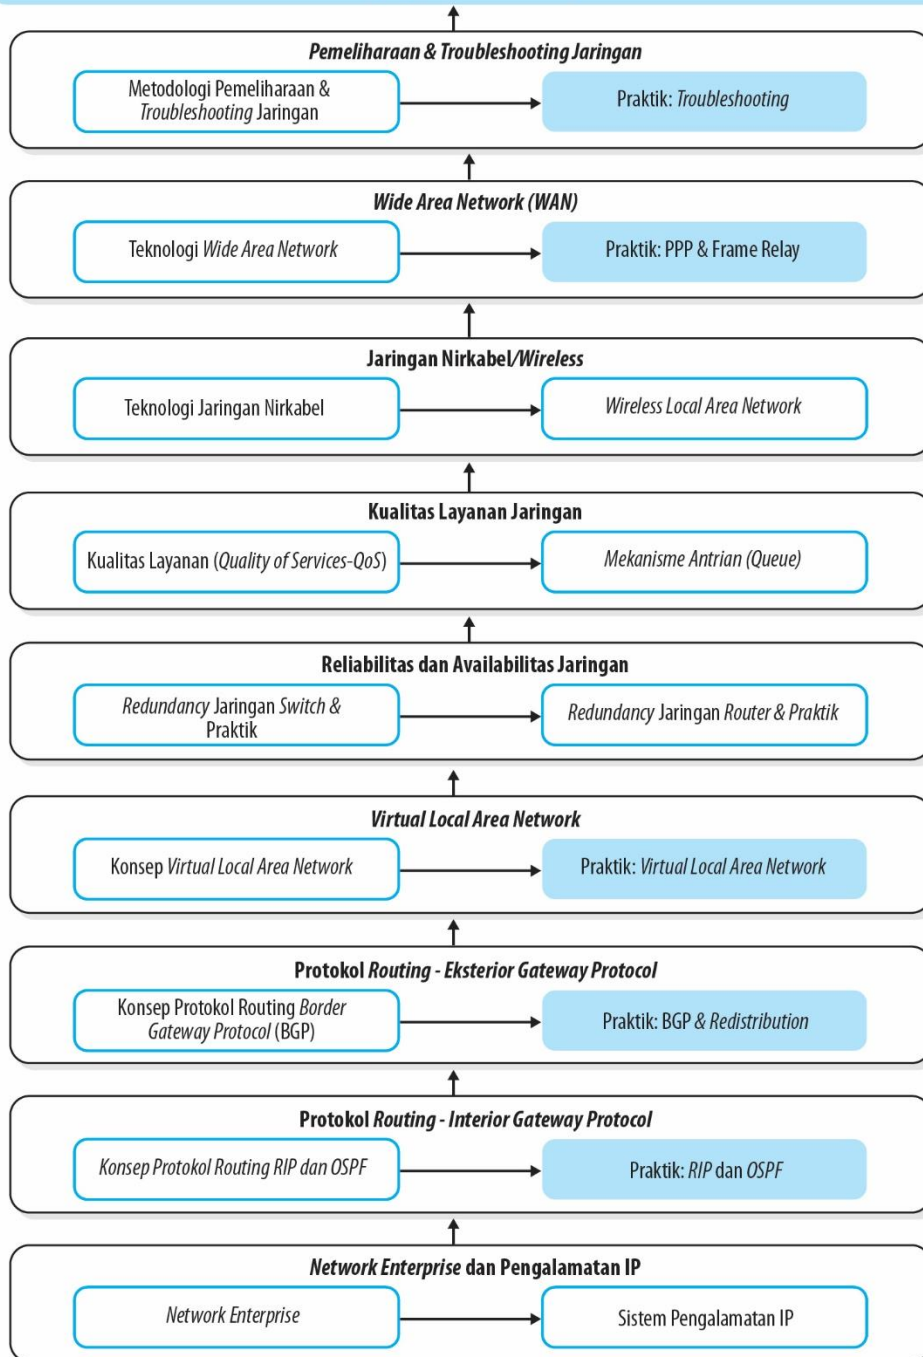 Pemeliharaan & Troubleshooting Jaringan
Metodologi Pemeliharaan &
Troubleshooting Jaringan
Praktik: Troubleshooting
Wide Area Network (WAN)
Teknologi Wide Area Network
Praktik: PPP & Frame Relay
Jaringan Nirkabel/Wireless
Teknologi Jaringan Nirkabel
Wireless Local Area Network
Kualitas Layanan Jaringan
Kualitas Layanan (Quality of Services-QoS)
Mekanisme Antrian (Queue)
Reliabilitas dan Availabilitas Jaringan
Redundancy Jaringan Switch &
Praktik
Redundancy Jaringan Router & Praktik
Virtual Local Area Network
Konsep Virtual Local Area Network
Praktik: Virtual Local Area Network
Protokol Routing - Eksterior Gateway Protocol
Konsep Protokol Routing Border
Gateway Protocol (BGP)
Praktik: BGP & Redistribution
Protokol Routing - Interior Gateway Protocol
Konsep Protokol Routing RIP dan OSPF
Praktik: RIP dan OSPF
Network Enterprise dan Pengalamatan IP
Network Enterprise
Sistem Pengalamatan IP